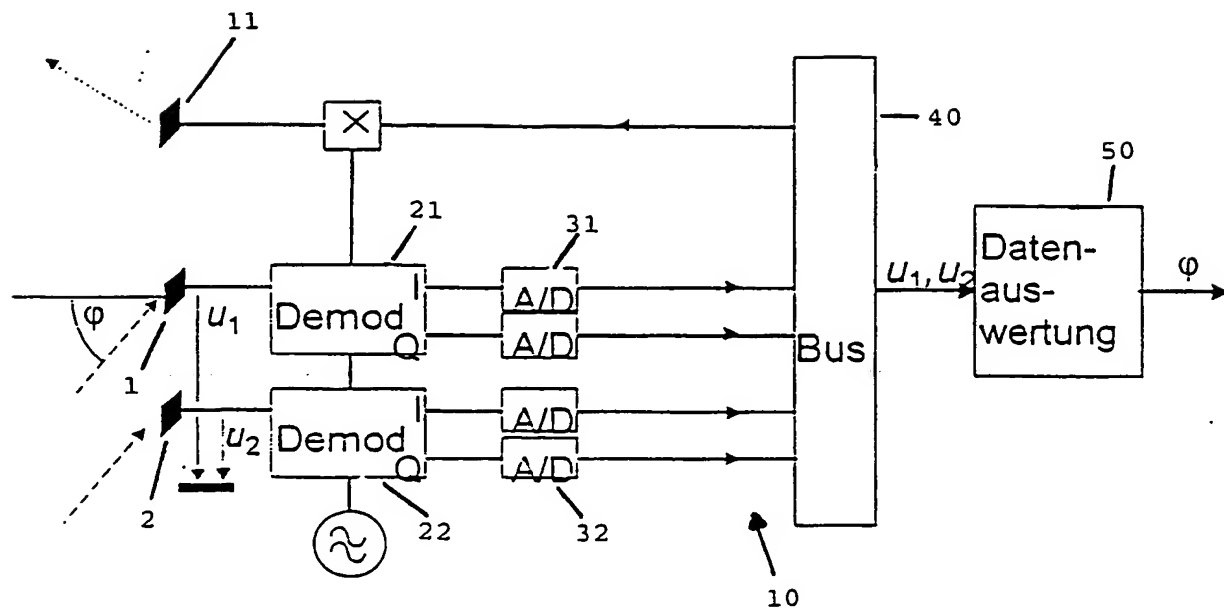 11
X
40
50
21
31
Daten-
aus-
wertung
φ
u1, u2
I
A/D
Demod
Q
A/D
φ
u1
1
Bus
I
A/D
Demod
Q
A/D
u2
2
22
32
10